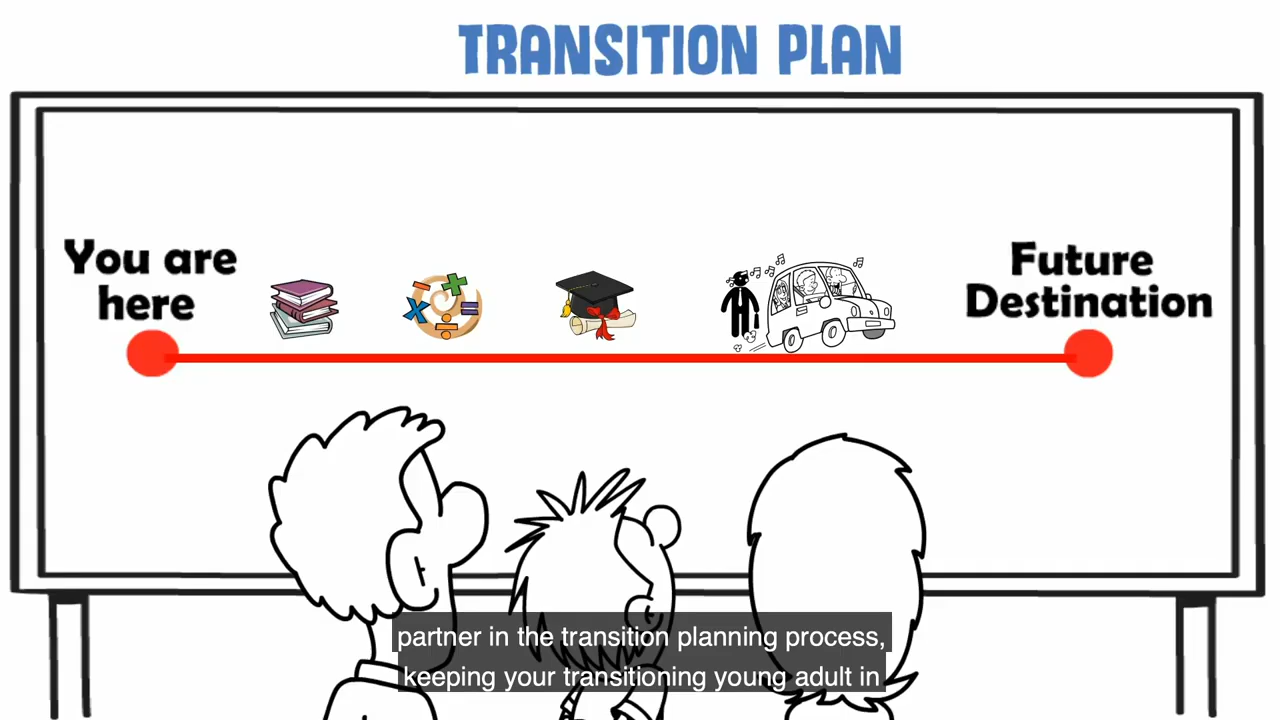 TRANSITION PLAN
You are
here
Future
Destination
partner in the transition planning process,
keeping your transitioning young adult in